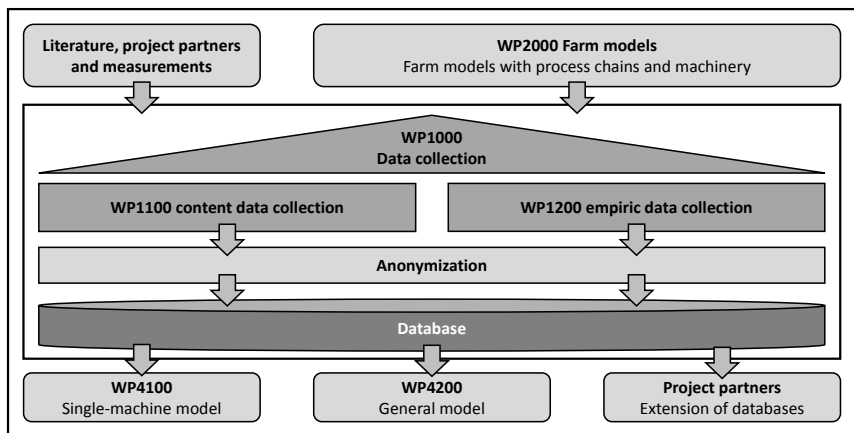 Literature, project partners
and measurements
WP2000 Farm models
Farm models with process chains and machinery
WP1000
Data collection
WP1100 content data collection
WP1200 empiric data collection
Anonymization
Database
WP4100
Single-machine model
WP4200
General model
Project partners
Extension of databases